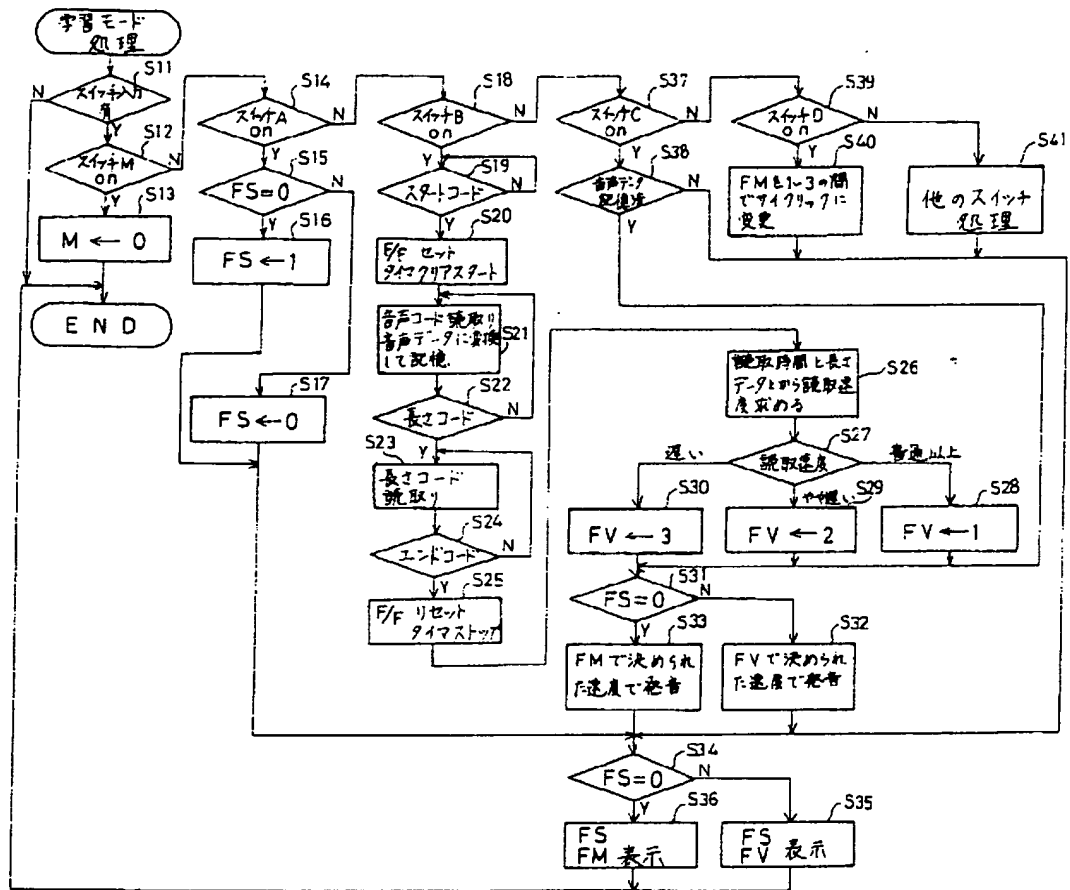 学習モード
処理
S11
スイッチ入力
有
N
Y
S12
スイッチM
on
N
Y
S13
M ← 0
END
S14
スイッチA
on
N
Y
S15
FS=0
N
Y
S16
FS←1
S17
FS←0
S18
スイッチB
on
N
Y
S19
スタートコード
N
Y
S20
F/F セット
タイマクリアスタート
S21
音声コード読取り
音声データに変換
して記憶
S22
長さコード
N
Y
S23
長さコード
読取り
S24
エンドコード
N
Y
S25
F/F リセット
タイマストップ
S37
スイッチC
on
N
Y
S38
音声データ
記憶済
N
Y
S39
スイッチD
on
N
Y
S40
FMを1~3の間
でサイクリックに
変更
S41
他のスイッチ
処理
S26
読取時間と長さ
データとから読取速
度求める
S27
読取速度
遅い
やや遅い
普通以上
S30
FV←3
S29
FV←2
S28
FV←1
S31
FS=0
N
Y
S33
FMで決められ
た速度で発音
S32
FVで決められ
た速度で発音
S34
FS=0
N
Y
S36
FS
FM 表示
S35
FS
FV 表示